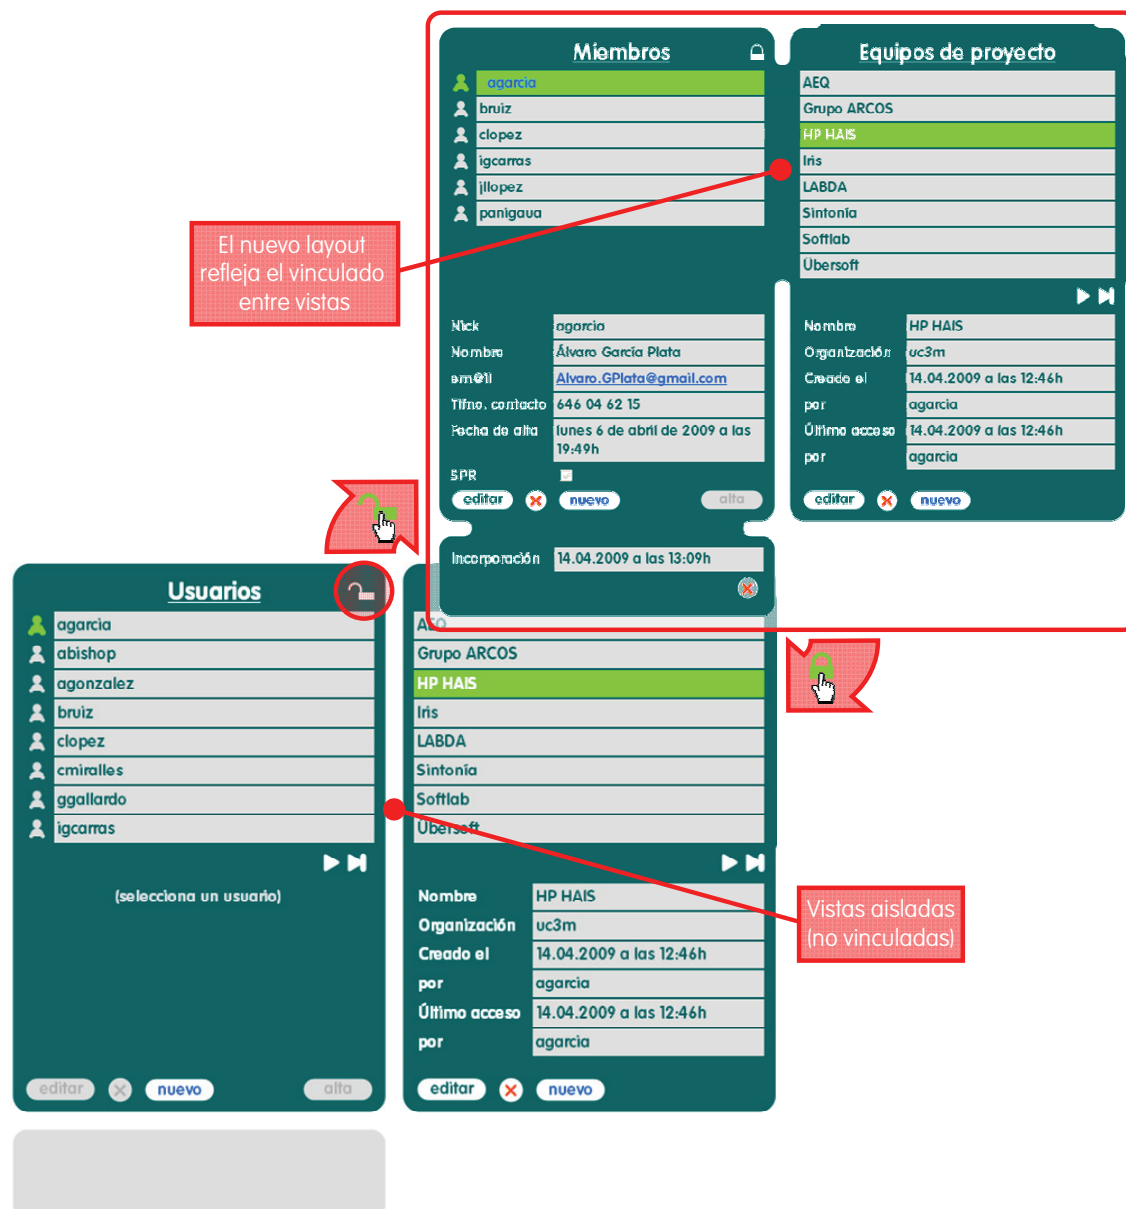 Miembros
agarcia
bruiz
clopez
igcarras
jllopez
panigava
Nick
agarcia
Nombre
Álvaro García Plata
em@il
Alvaro.GPlata@gmail.com
Tlfno. contacto
646 04 62 15
Fecha de alta
lunes 6 de abril de 2009 a las
19:49h
SPR
editar
nuevo
alta
Incorporación
14.04.2009 a las 13:09h
Equipos de proyecto
AEQ
Grupo ARCOS
HP HAIS
Iris
LABDA
Sintonía
Softlab
Übersoft
Nombre
HP HAIS
Organización
uc3m
Creado el
14.04.2009 a las 12:46h
por
agarcia
Último acceso
14.04.2009 a las 12:46h
por
agarcia
editar
nuevo
El nuevo layout
refleja el vinculado
entre vistas
Usuarios
agarcia
abishop
agonzalez
bruiz
clopez
cmiralles
ggallardo
igcarras
(selecciona un usuario)
editar
nuevo
alta
AEQ
Grupo ARCOS
HP HAIS
Iris
LABDA
Sintonía
Softlab
Übersoft
Nombre
HP HAIS
Organización
uc3m
Creado el
14.04.2009 a las 12:46h
por
agarcia
Último acceso
14.04.2009 a las 12:46h
por
agarcia
editar
nuevo
Vistas aisladas
(no vinculadas)